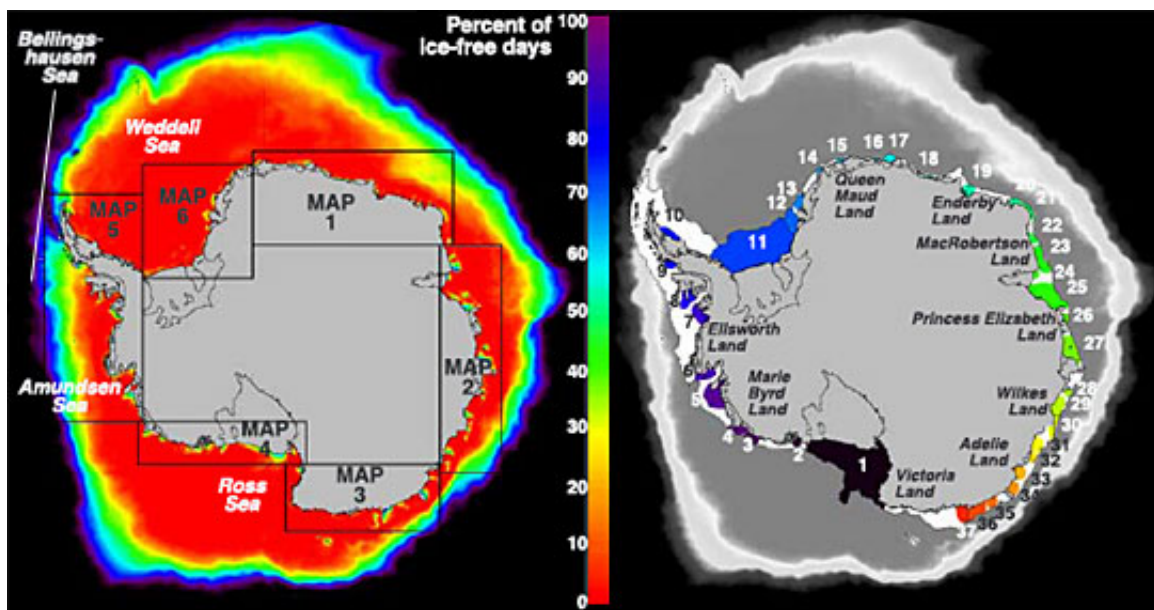 Bellings-
hausen
Sea
Weddell
Sea
Percent of
ice-free days
100
90
80
70
60
50
40
30
20
10
0
MAP
5
MAP
6
MAP
1
MAP
2
MAP
4
MAP
3
Amundsen
Sea
Ross
Sea
15
16
17
14
18
19
13
12
20
21
10
11
22
23
9
24
25
8
7
26
27
6
5
28
29
30
4
3
2
1
31
32
33
34
35
36
37
Queen
Maud
Land
Enderby
Land
MacRobertson
Land
Princess Elizabeth
Land
Ellsworth
Land
Marie
Byrd
Land
Wilkes
Land
Adelie
Land
Victoria
Land